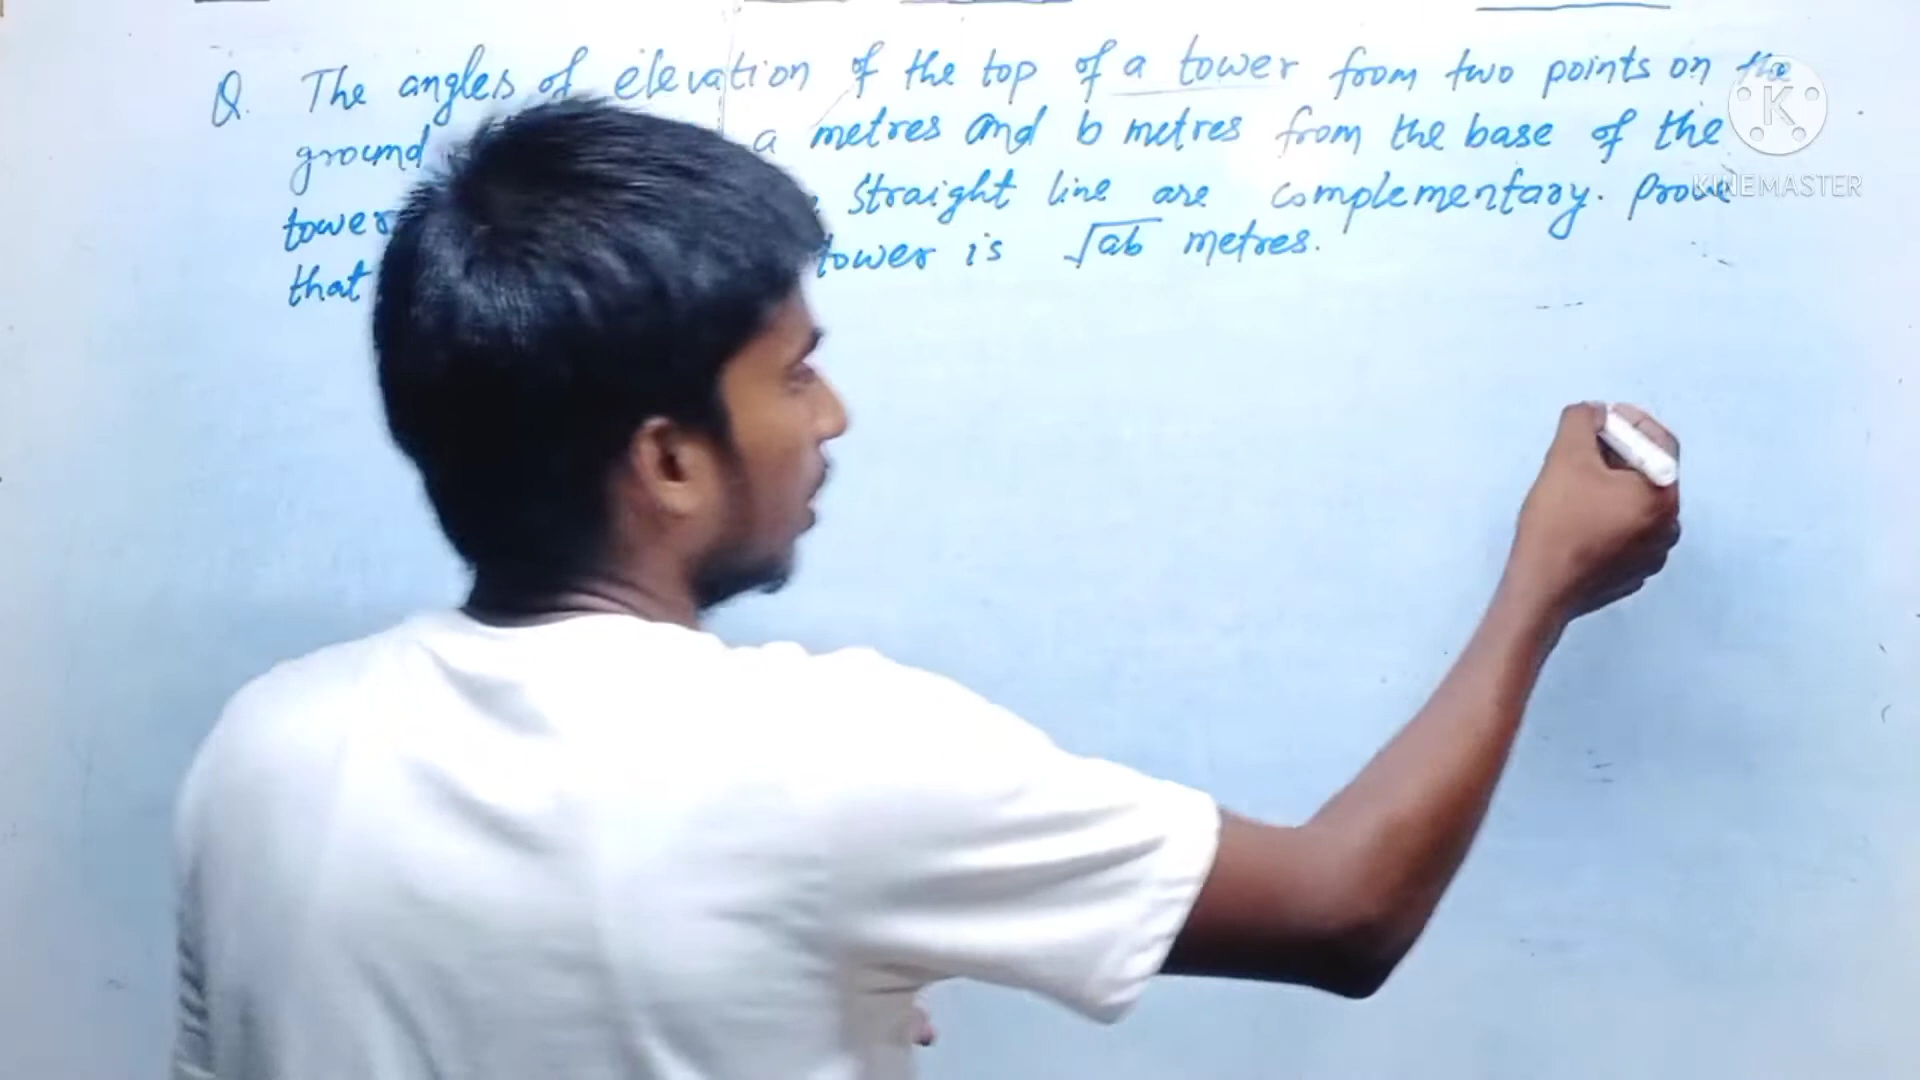 Q. The angles of elevation of the top of a tower from two points on the
ground a metres and b metres from the base of the
tower straight line are complementary. Prove
that tower is √ab metres.
K
KINEMASTER